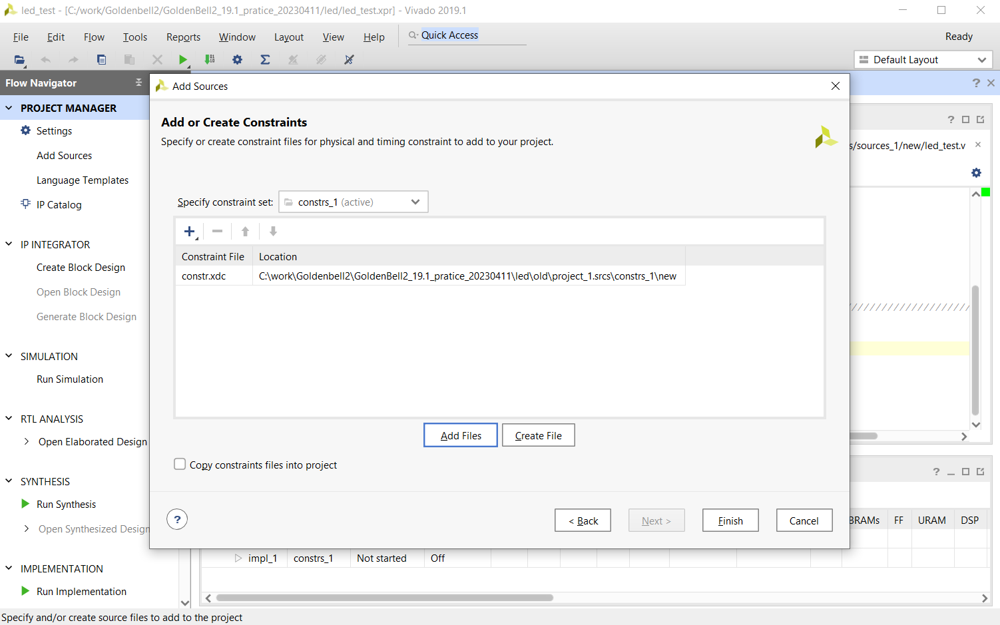 led_test - [C:/work/Goldenbell2/GoldenBell2_19.1_pratice_20230411/led/led_test.xpr] - Vivado 2019.1
File Edit Flow Tools Reports Window Layout View Help Quick Access Ready
Default Layout
Flow Navigator
PROJECT MANAGER
Settings
Add Sources
Language Templates
IP Catalog
IP INTEGRATOR
Create Block Design
Open Block Design
Generate Block Design
SIMULATION
Run Simulation
RTL ANALYSIS
Open Elaborated Design
SYNTHESIS
Run Synthesis
Open Synthesized Design
IMPLEMENTATION
Run Implementation
Add Sources
Add or Create Constraints
Specify or create constraint files for physical and timing constraint to add to your project.
Specify constraint set: constrs_1 (active)
Constraint File Location
constr.xdc C:\work\Goldenbell2\GoldenBell2_19.1_pratice_20230411\led\old\project_1.srcs\constrs_1\new
Add Files Create File
Copy constraints files into project
? < Back Next > Finish Cancel
s/sources_1/new/led_test.v
///////////////////
BRAMs FF URAM DSP
impl_1 constrs_1 Not started Off
Specify and/or create source files to add to the project